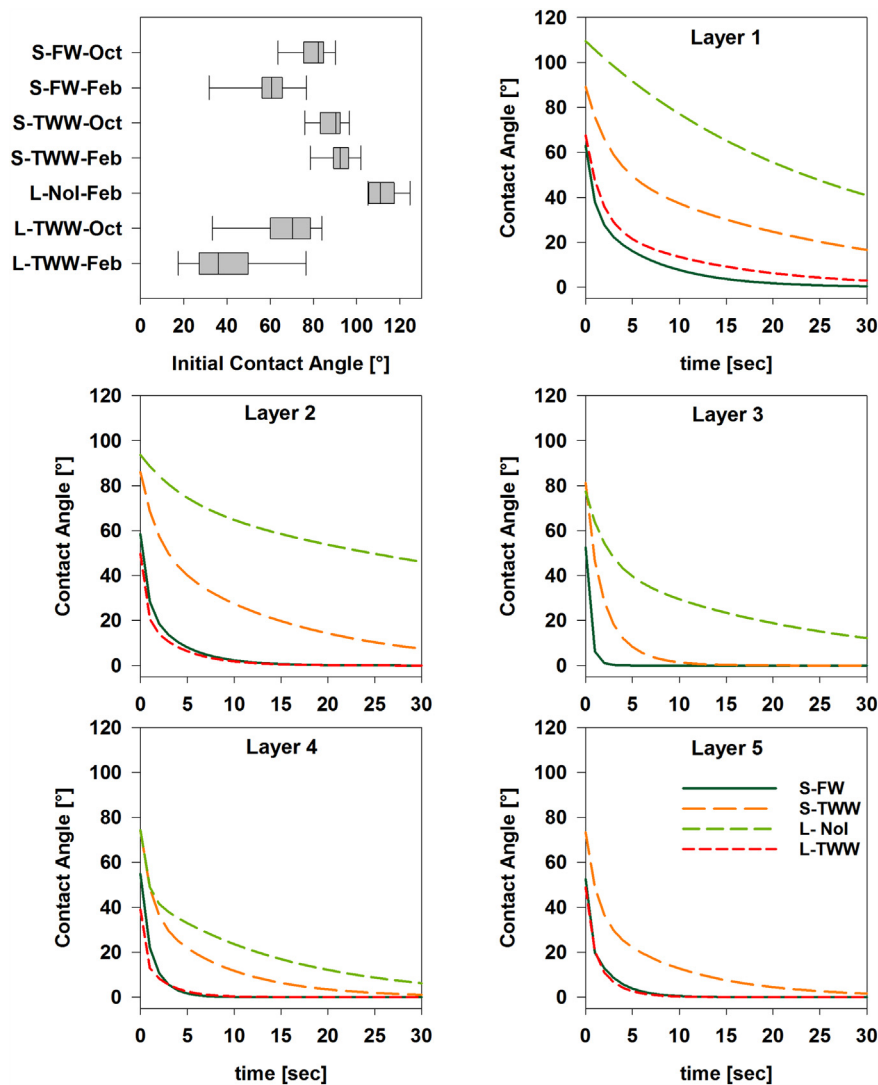 S-FW-Oct
S-FW-Feb
S-TWW-Oct
S-TWW-Feb
L-NoI-Feb
L-TWW-Oct
L-TWW-Feb
0 20 40 60 80 100 120
Initial Contact Angle [°]
Layer 1
Contact Angle [°]
120
100
80
60
40
20
0
0 5 10 15 20 25 30
time [sec]
Layer 2
Contact Angle [°]
120
100
80
60
40
20
0
0 5 10 15 20 25 30
Layer 3
Contact Angle [°]
120
100
80
60
40
20
0
0 5 10 15 20 25 30
Layer 4
Contact Angle [°]
120
100
80
60
40
20
0
0 5 10 15 20 25 30
time [sec]
Layer 5
S-FW
S-TWW
L- NoI
L-TWW
Contact Angle [°]
120
100
80
60
40
20
0
0 5 10 15 20 25 30
time [sec]